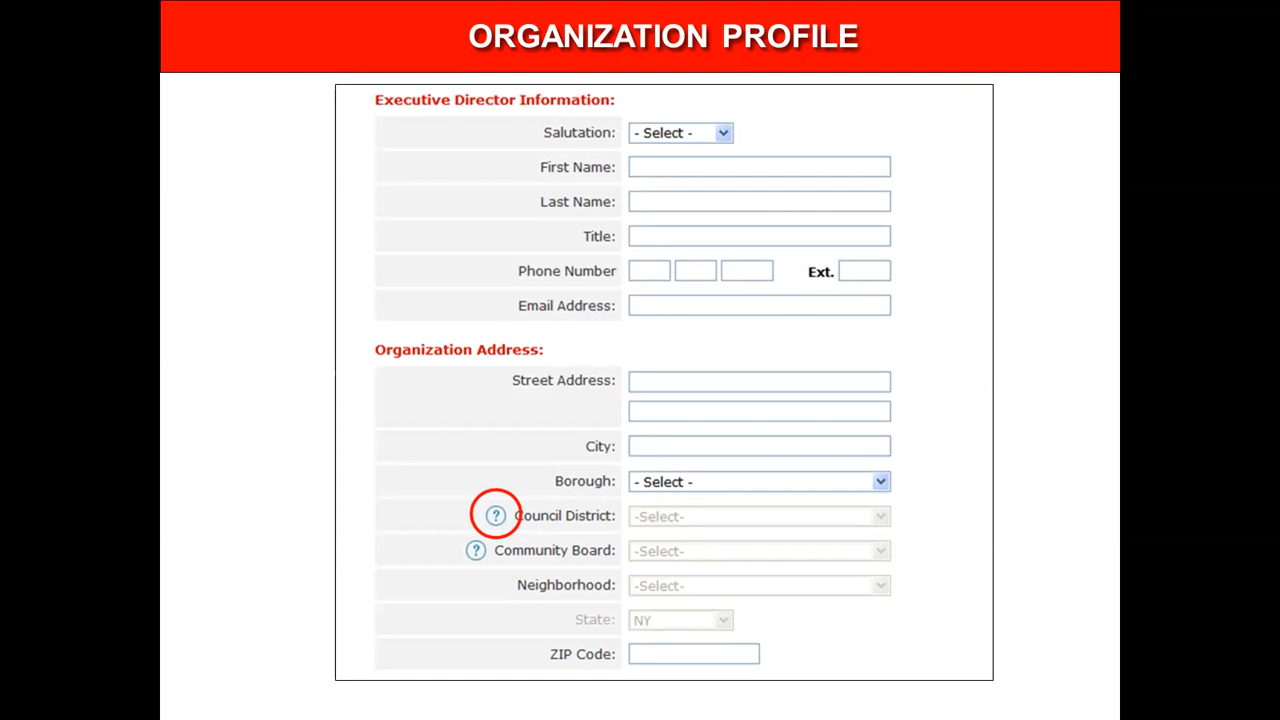 ORGANIZATION PROFILE
Executive Director Information:
Salutation: - Select -
First Name:
Last Name:
Title:
Phone Number Ext.
Email Address:
Organization Address:
Street Address:
City:
Borough: - Select -
? Council District: -Select-
? Community Board: -Select-
Neighborhood: -Select-
State: NY
ZIP Code: